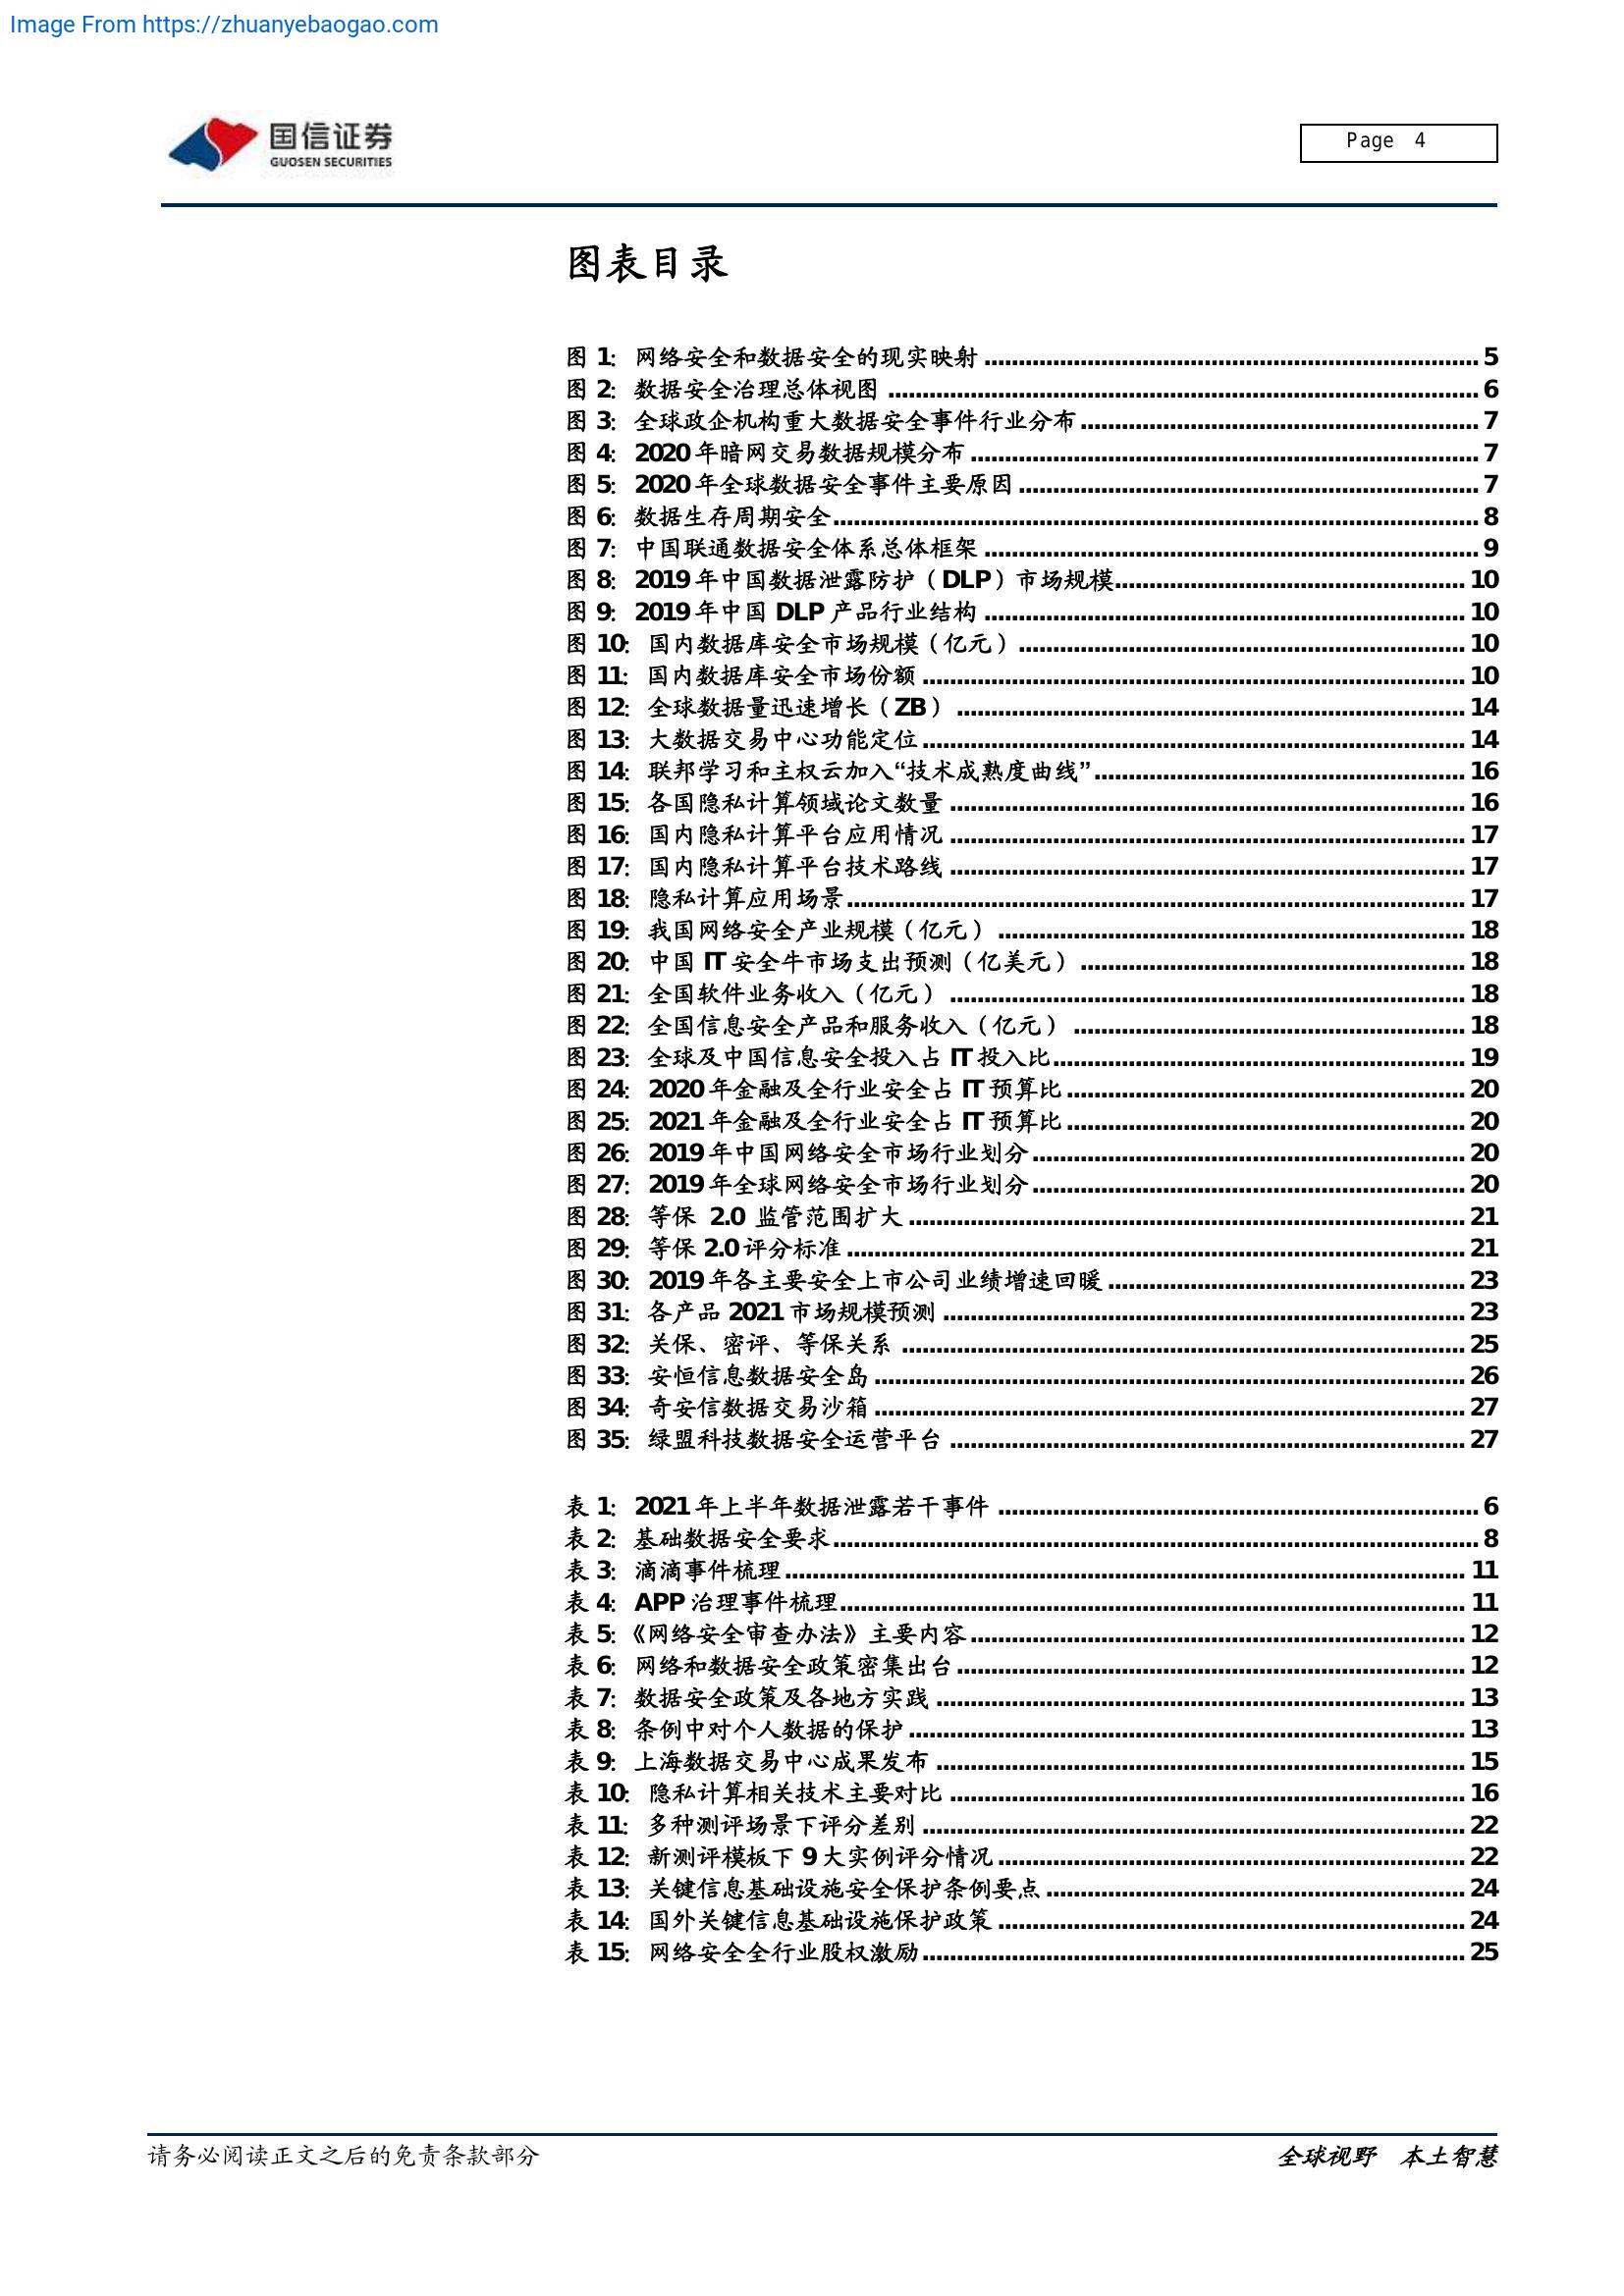 Image From https://zhuanyebaogao.com
国信证券
GUOSEN SECURITIES
Page 4
图表目录
图 1: 网络安全和数据安全的现实映射 ........ 5
图 2: 数据安全治理总体视图 ........ 6
图 3: 全球政企机构重大数据安全事件行业分布 ........ 7
图 4: 2020 年暗网交易数据规模分布 ........ 7
图 5: 2020 年全球数据安全事件主要原因 ........ 7
图 6: 数据生存周期安全 ........ 8
图 7: 中国联通数据安全体系总体框架 ........ 9
图 8: 2019 年中国数据泄露防护（DLP）市场规模 ........ 10
图 9: 2019 年中国 DLP 产品行业结构 ........ 10
图 10: 国内数据库安全市场规模（亿元） ........ 10
图 11: 国内数据库安全市场份额 ........ 10
图 12: 全球数据量迅速增长（ZB） ........ 14
图 13: 大数据交易中心功能定位 ........ 14
图 14: 联邦学习和主权云加入“技术成熟度曲线” ........ 16
图 15: 各国隐私计算领域论文数量 ........ 16
图 16: 国内隐私计算平台应用情况 ........ 17
图 17: 国内隐私计算平台技术路线 ........ 17
图 18: 隐私计算应用场景 ........ 17
图 19: 我国网络安全产业规模（亿元） ........ 18
图 20: 中国 IT 安全牛市场支出预测（亿美元） ........ 18
图 21: 全国软件业务收入（亿元） ........ 18
图 22: 全国信息安全产品和服务收入（亿元） ........ 18
图 23: 全球及中国信息安全投入占 IT 投入比 ........ 19
图 24: 2020 年金融及全行业安全占 IT 预算比 ........ 20
图 25: 2021 年金融及全行业安全占 IT 预算比 ........ 20
图 26: 2019 年中国网络安全市场行业划分 ........ 20
图 27: 2019 年全球网络安全市场行业划分 ........ 20
图 28: 等保 2.0 监管范围扩大 ........ 21
图 29: 等保 2.0 评分标准 ........ 21
图 30: 2019 年各主要安全上市公司业绩增速回暖 ........ 23
图 31: 各产品 2021 市场规模预测 ........ 23
图 32: 关保、密评、等保关系 ........ 25
图 33: 安恒信息数据安全岛 ........ 26
图 34: 奇安信数据交易沙箱 ........ 27
图 35: 绿盟科技数据安全运营平台 ........ 27
表 1: 2021 年上半年数据泄露若干事件 ........ 6
表 2: 基础数据安全要求 ........ 8
表 3: 滴滴事件梳理 ........ 11
表 4: APP 治理事件梳理 ........ 11
表 5:《网络安全审查办法》主要内容 ........ 12
表 6: 网络和数据安全政策密集出台 ........ 12
表 7: 数据安全政策及各地方实践 ........ 13
表 8: 条例中对个人数据的保护 ........ 13
表 9: 上海数据交易中心成果发布 ........ 15
表 10: 隐私计算相关技术主要对比 ........ 16
表 11: 多种测评场景下评分差别 ........ 22
表 12: 新测评模板下 9 大实例评分情况 ........ 22
表 13: 关键信息基础设施安全保护条例要点 ........ 24
表 14: 国外关键信息基础设施保护政策 ........ 24
表 15: 网络安全全行业股权激励 ........ 25
请务必阅读正文之后的免责条款部分
全球视野 本土智慧